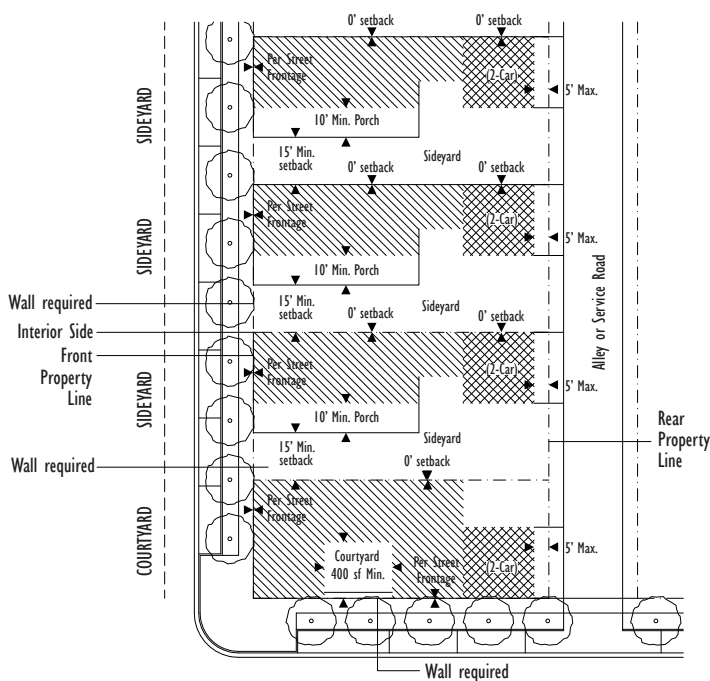 0' setback
0' setback
Per Street
Frontage
(2-Car)
5' Max.
SIDEYARD
10' Min. Porch
15' Min.
setback
Sideyard
0' setback
0' setback
Per Street
Frontage
(2-Car)
5' Max.
SIDEYARD
10' Min. Porch
Wall required
15' Min.
setback
Sideyard
0' setback
0' setback
Alley or Service Road
Interior Side
Front
Property
Line
Per Street
Frontage
(2-Car)
5' Max.
SIDEYARD
10' Min. Porch
15' Min.
setback
Sideyard
Rear
Property
Line
Wall required
0' setback
Per Street
Frontage
COURTYARD
Courtyard
400 sf Min.
Per Street
Frontage
(2-Car)
5' Max.
Wall required